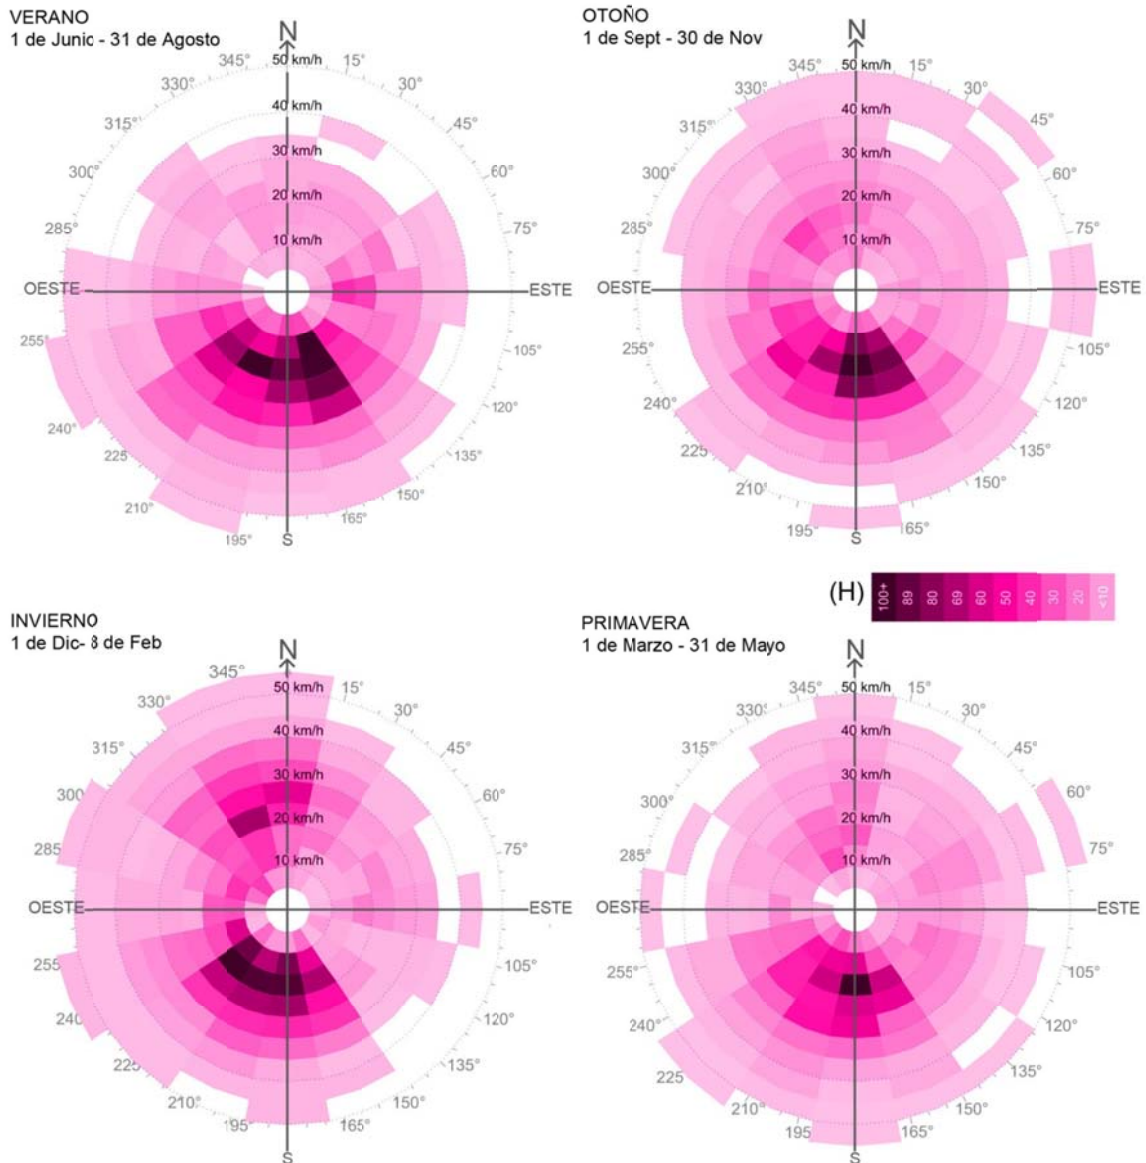 VERANO
1 de Junio - 31 de Agosto
N
50 km/h
40 km/h
30 km/h
20 km/h
10 km/h
345°
15°
330°
30°
315°
45°
300°
60°
285°
75°
OESTE
ESTE
255°
105°
240°
120°
225
135°
210°
150°
195°
165°
S
OTOÑO
1 de Sept - 30 de Nov
N
50 km/h
40 km/h
30 km/h
20 km/h
10 km/h
345°
15°
330°
30°
315°
45°
300°
60°
285°
75°
OESTE
ESTE
255°
105°
240°
120°
225
135°
210°
150°
195°
165°
S
(H)
100+
89
80
69
60
50
40
30
20
<10
INVIERNO
1 de Dic- 8 de Feb
N
50 km/h
40 km/h
30 km/h
20 km/h
10 km/h
345°
15°
330°
30°
315°
45°
300
60°
285°
75°
OESTE
ESTE
255
105°
240
120°
225
135°
210°
150°
195
165°
S
PRIMAVERA
1 de Marzo - 31 de Mayo
N
50 km/h
40 km/h
30 km/h
20 km/h
10 km/h
345°
15°
330°
30°
315°
45°
300°
60°
285°
75°
OESTE
ESTE
255°
105°
240°
120°
225
135°
210°
150°
195
165°
S